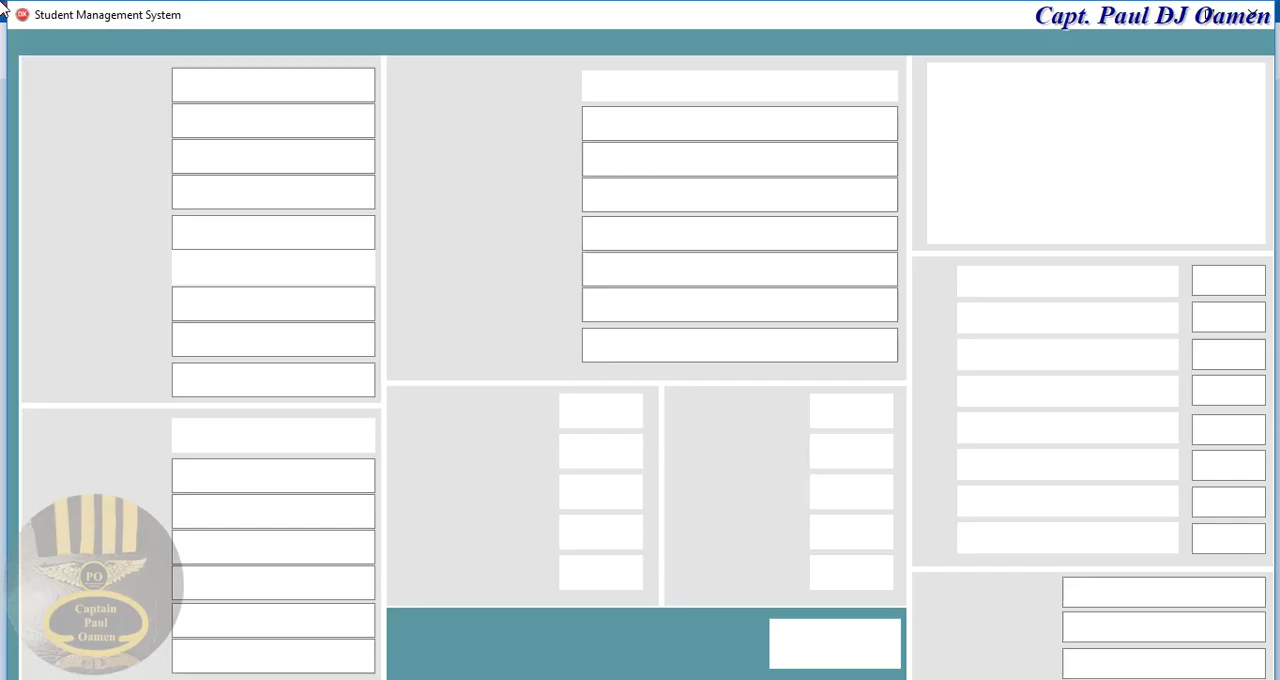 Student Management System
Capt. Paul DJ Oamen
PO
Captain
Paul
Oamen